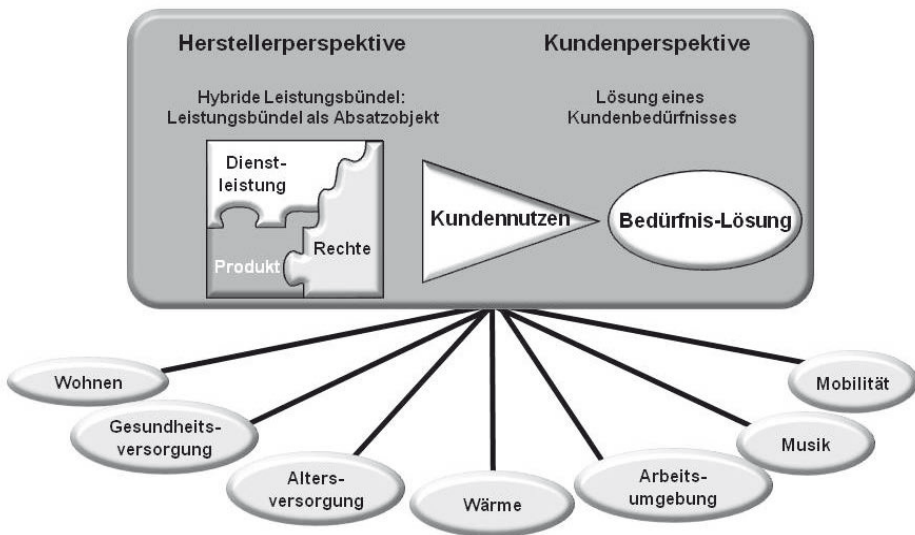 Herstellerperspektive
Kundenperspektive
Hybride Leistungsbündel:
Leistungsbündel als Absatzobjekt
Lösung eines
Kundenbedürfnisses
Dienst-
leistung
Produkt
Rechte
Kundennutzen
Bedürfnis-Lösung
Wohnen
Gesundheits-
versorgung
Alters-
versorgung
Wärme
Arbeits-
umgebung
Musik
Mobilität